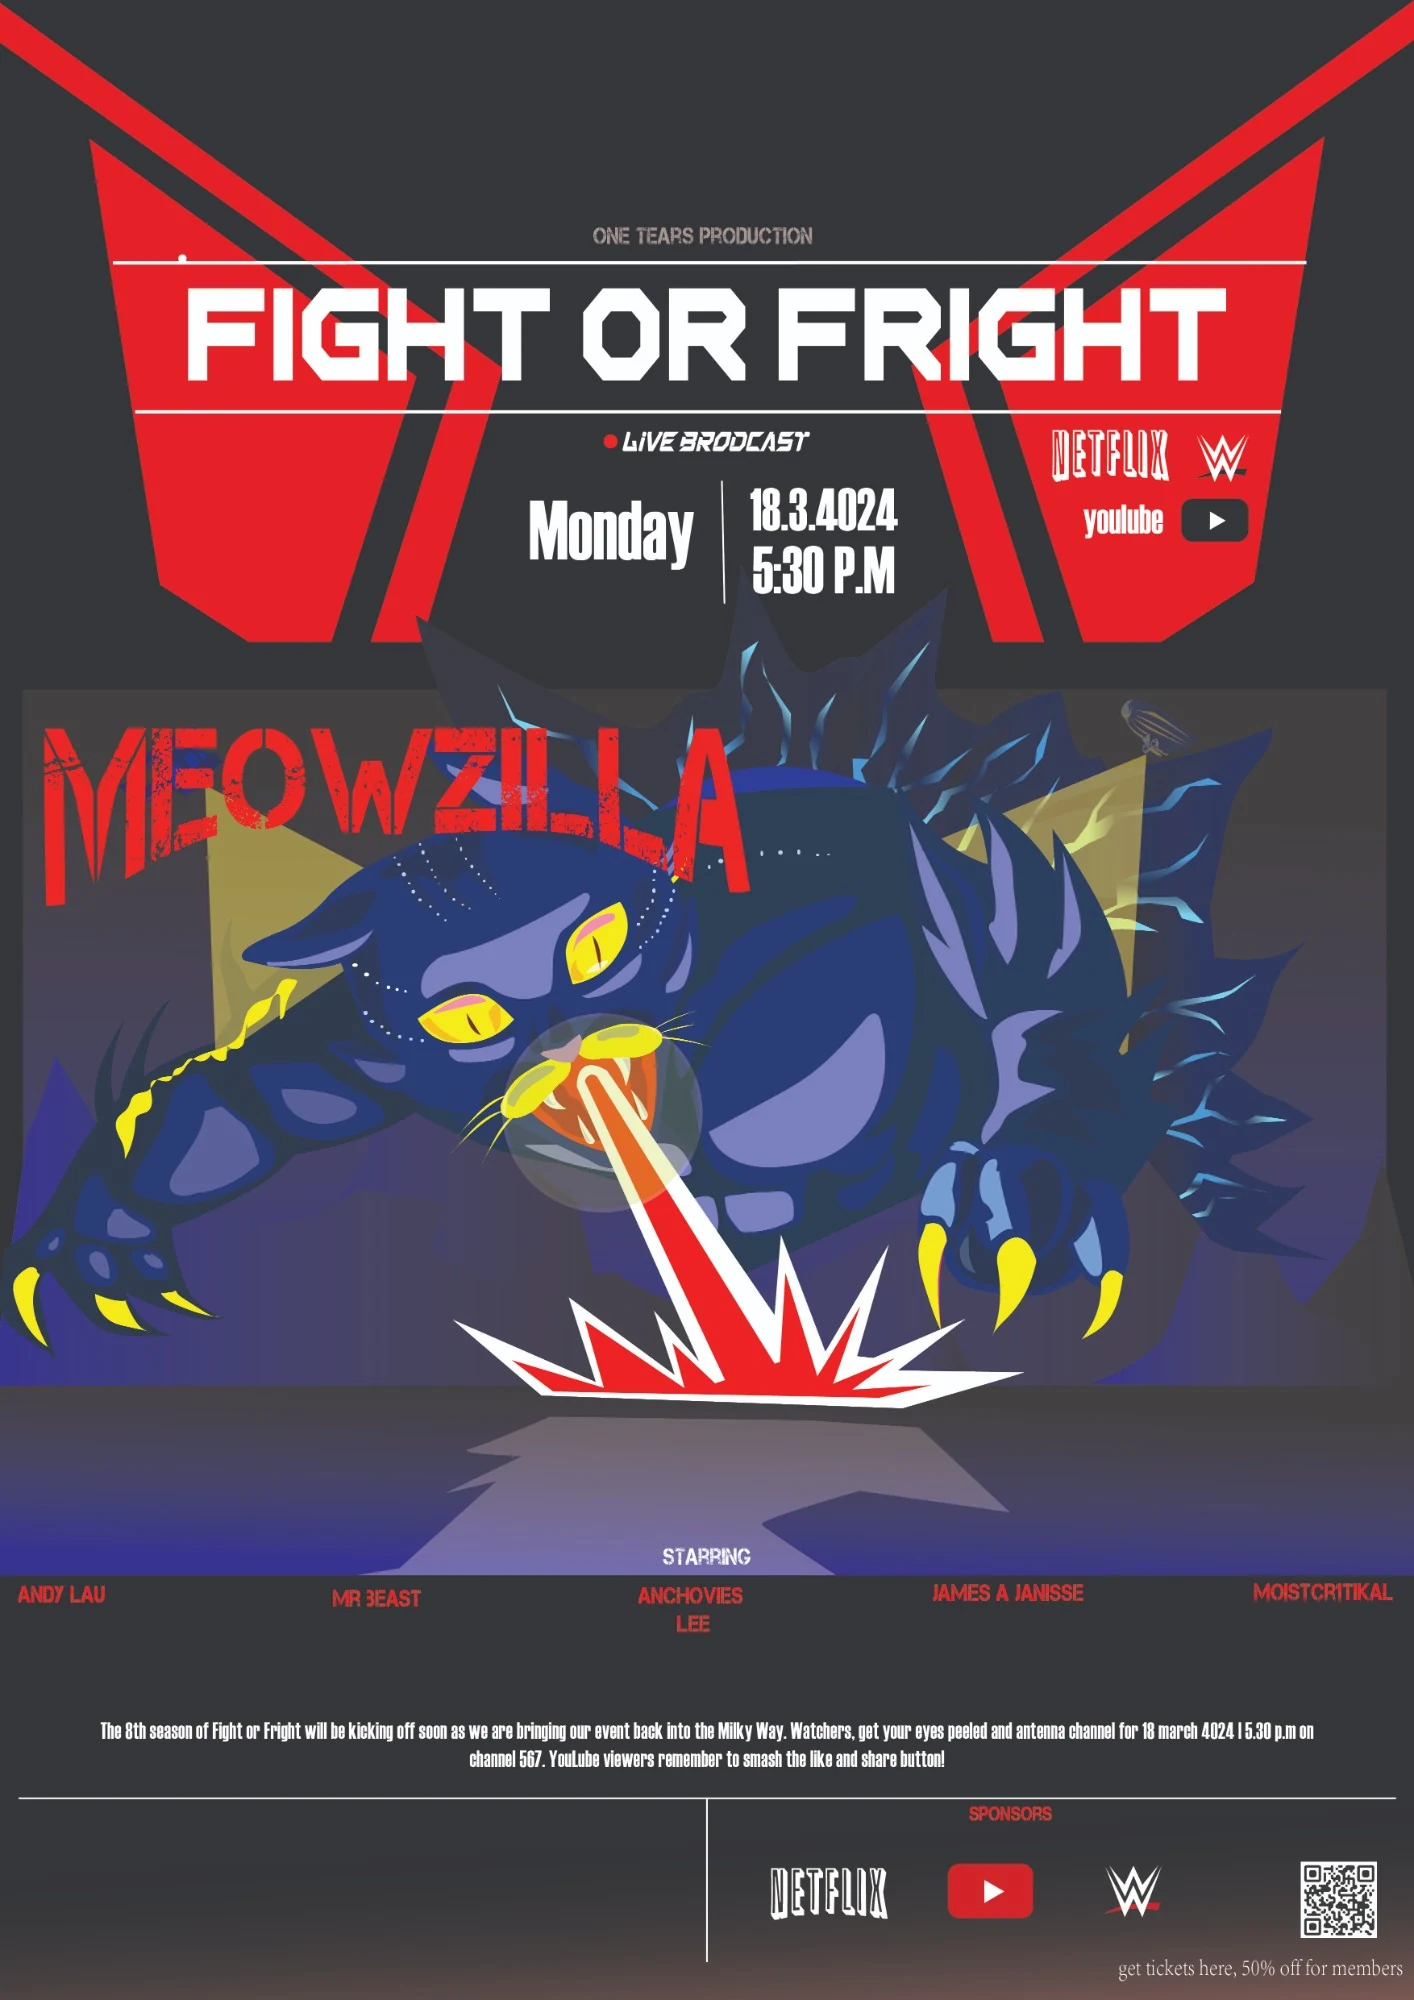 ONE TEARS PRODUCTION
FIGHT OR FRIGHT
LIVE BRODCAST
NETFLIX W
youlube
Monday
18.3.4024
5:30 P.M
MEOWZILLA
STARRING
ANDY LAU
MR BEAST
ANCHOVIES
LEE
JAMES A JANISSE
MOISTCR1TIKAL
The 8th season of Fight or Fright will be kicking off soon as we are bringing our event back into the Milky Way. Watchers, get your eyes peeled and antenna channel for 18 march 4024 | 5.30 p.m on
channel 567. YouLube viewers remember to smash the like and share button!
SPONSORS
NETFLIX W
get tickets here, 50% off for members